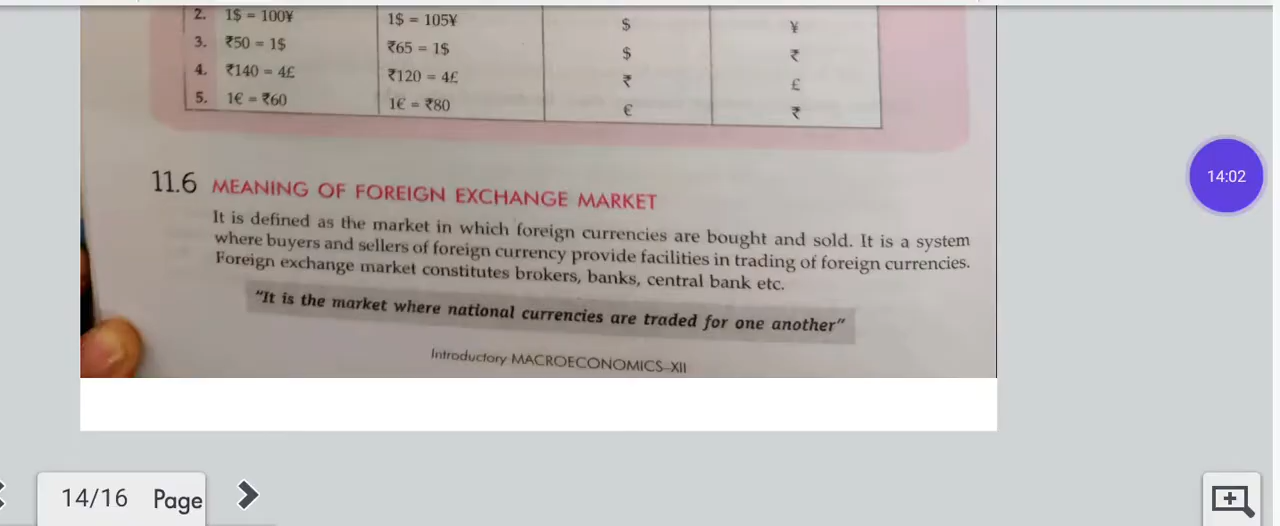 2. 1$ = 100¥ 1$ = 105¥ $ ¥
3. ₹50 = 1$ ₹65 = 1$ $ ₹
4. ₹140 = 4£ ₹120 = 4£ ₹ £
5. 1€ = ₹60 1€ = ₹80 € ₹
14:02
11.6 MEANING OF FOREIGN EXCHANGE MARKET
It is defined as the market in which foreign currencies are bought and sold. It is a system
where buyers and sellers of foreign currency provide facilities in trading of foreign currencies.
Foreign exchange market constitutes brokers, banks, central bank etc.
"It is the market where national currencies are traded for one another"
Introductory MACROECONOMICS–XII
14/16 Page